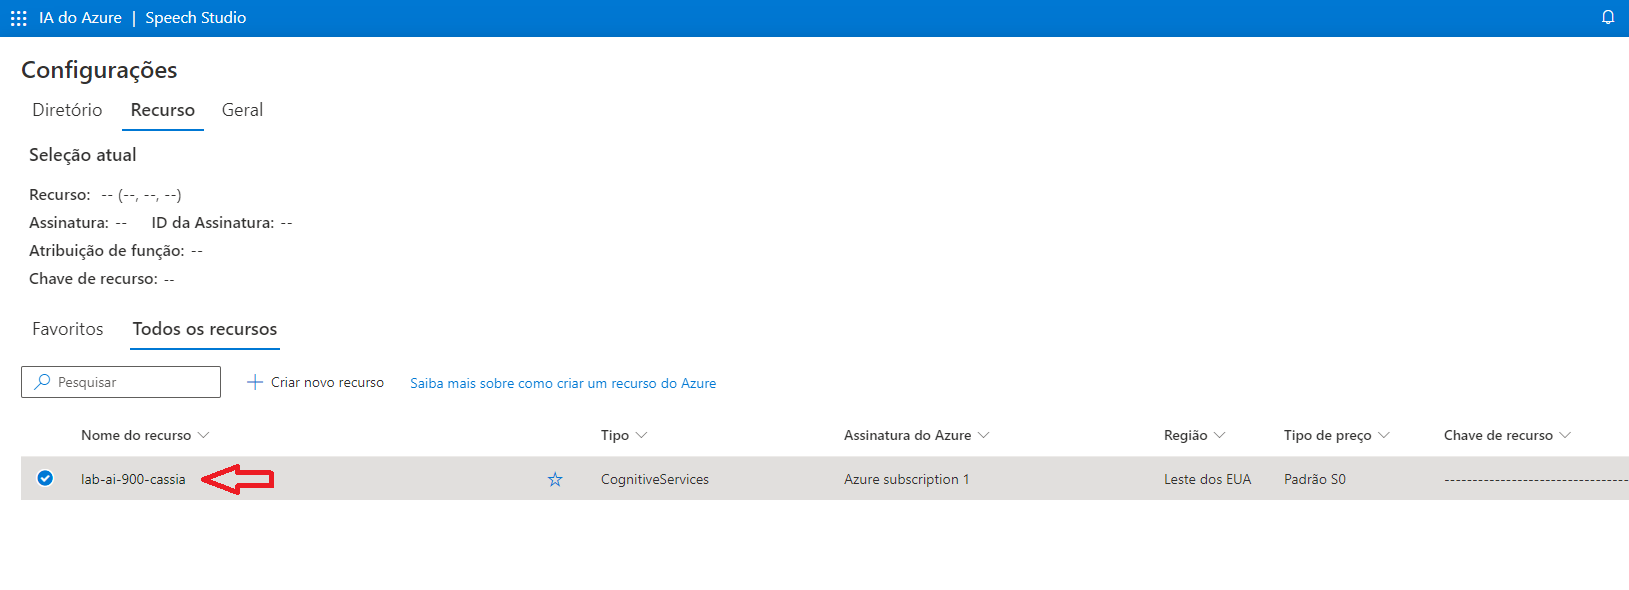 IA do Azure | Speech Studio
Configurações
Diretório Recurso Geral
Seleção atual
Recurso: -- (--, --, --)
Assinatura: -- ID da Assinatura: --
Atribuição de função: --
Chave de recurso: --
Favoritos Todos os recursos
Pesquisar Criar novo recurso Saiba mais sobre como criar um recurso do Azure
Nome do recurso Tipo Assinatura do Azure Região Tipo de preço Chave de recurso
lab-ai-900-cassia CognitiveServices Azure subscription 1 Leste dos EUA Padrão S0 --------------------------------